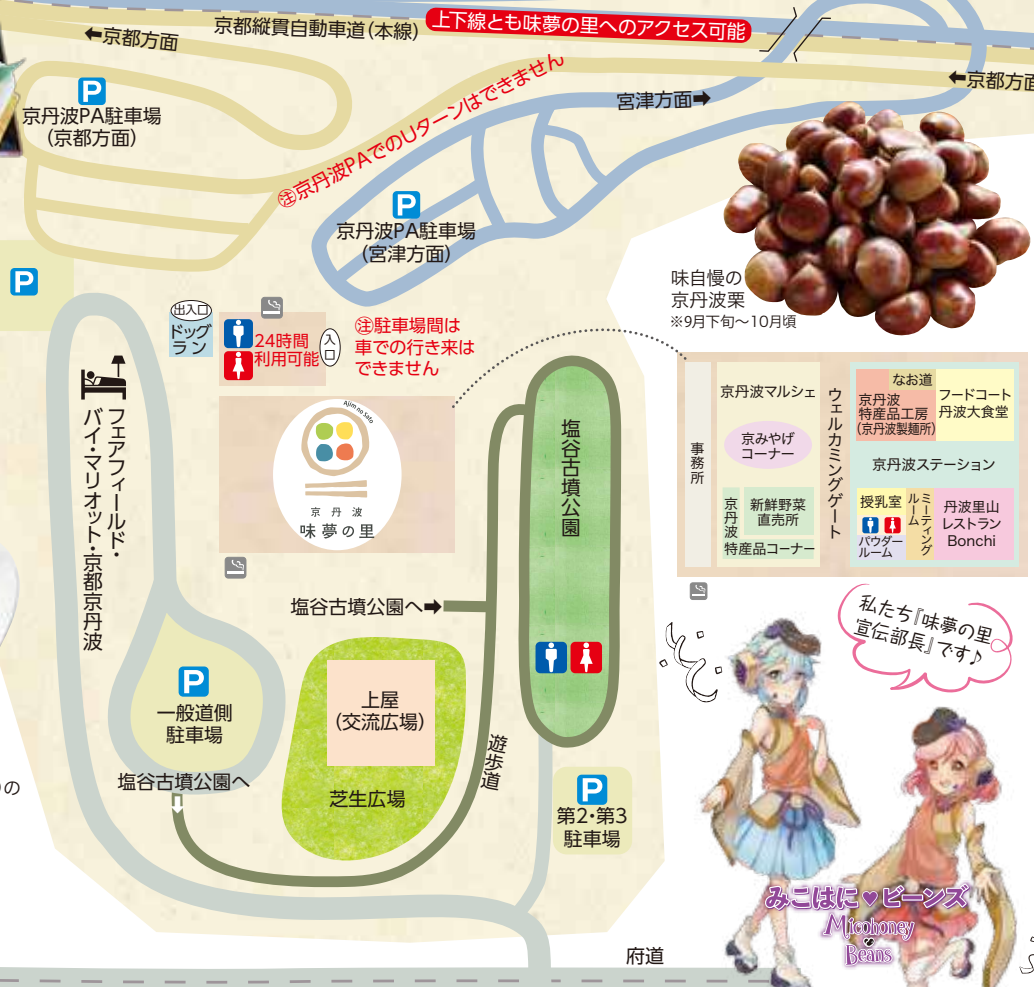 京都縦貫自動車道(本線)
上下線とも味夢の里へのアクセス可能
←京都方面
←京都方面
P
京丹波PA駐車場
(京都方面)
㊟京丹波PAでのUターンはできません
宮津方面➡
P
京丹波PA駐車場
(宮津方面)
P
味自慢の
京丹波栗
※9月下旬～10月頃
出入口
ドッグ
ラン
24時間
利用可能
入口
㊟駐車場間は
車での行き来は
できません
フェアフィールド・
バイ・マリオット・京都京丹波
Ajim no Sato
京丹波
味夢の里
塩谷古墳公園
事務所
京丹波マルシェ
京みやげ
コーナー
京丹波
新鮮野菜
直売所
特産品コーナー
ウェルカミングゲート
なお道
京丹波
特産品工房
(京丹波製麺所)
フードコート
丹波大食堂
京丹波ステーション
授乳室
パウダー
ルーム
ミーティング
ルーム
丹波里山
レストラン
Bonchi
塩谷古墳公園へ➡
P
一般道側
駐車場
塩谷古墳公園へ
上屋
(交流広場)
芝生広場
遊歩道
P
第2・第3
駐車場
私たち『味夢の里
宣伝部長』です♪
みこはに♥ビーンズ
Micohoney
Beans
府道
の